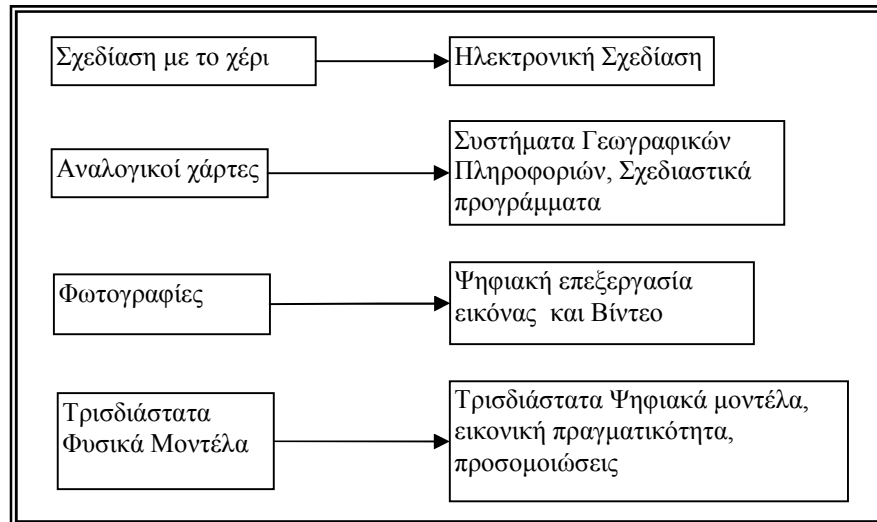 Σχεδίαση με το χέρι
Ηλεκτρονική Σχεδίαση
Αναλογικοί χάρτες
Συστήματα Γεωγραφικών
Πληροφοριών, Σχεδιαστικά
προγράμματα
Φωτογραφίες
Ψηφιακή επεξεργασία
εικόνας και Βίντεο
Τρισδιάστατα
Φυσικά Μοντέλα
Τρισδιάστατα Ψηφιακά μοντέλα,
εικονική πραγματικότητα,
προσομοιώσεις